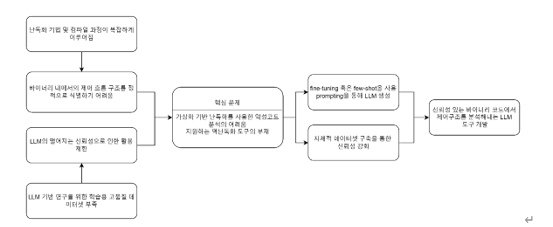 난독화 기법 및 컴파일 과정이 복잡하게
이루어짐
바이너리 내에서의 제어 흐름 구조를 정
적으로 식별하기 어려움
LLM의 떨어지는 신뢰성으로 인한 활용
제한
LLM 기반 연구를 위한 학습용 고품질 데
이터셋 부족
핵심 문제
가상화 기반 난독화를 사용한 악성코드
분석의 어려움
지원하는 역난독화 도구의 부재
fine-tuning 혹은 few-shot을 사용
prompting을 통해 LLM 생성
자체적 데이터셋 구축을 통한
신뢰성 강화
신뢰성 있는 바이너리 코드에서
제어구조를 분석해내는 LLM
도구 개발